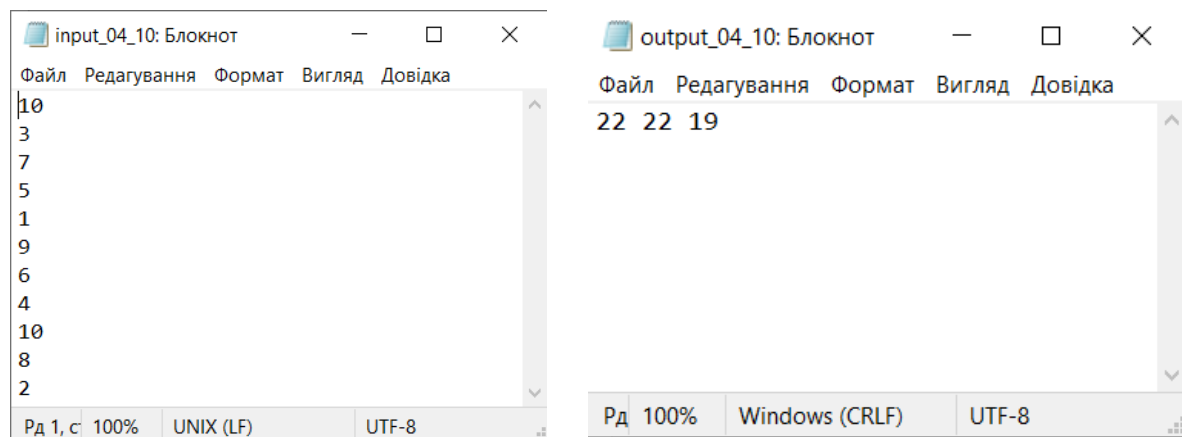 input_04_10: Блокнот
Файл Редагування Формат Вигляд Довідка
10
3
7
5
1
9
6
4
10
8
2
Рд 1, с 100% UNIX (LF) UTF-8
output_04_10: Блокнот
Файл Редагування Формат Вигляд Довідка
22 22 19
Рд 100% Windows (CRLF) UTF-8